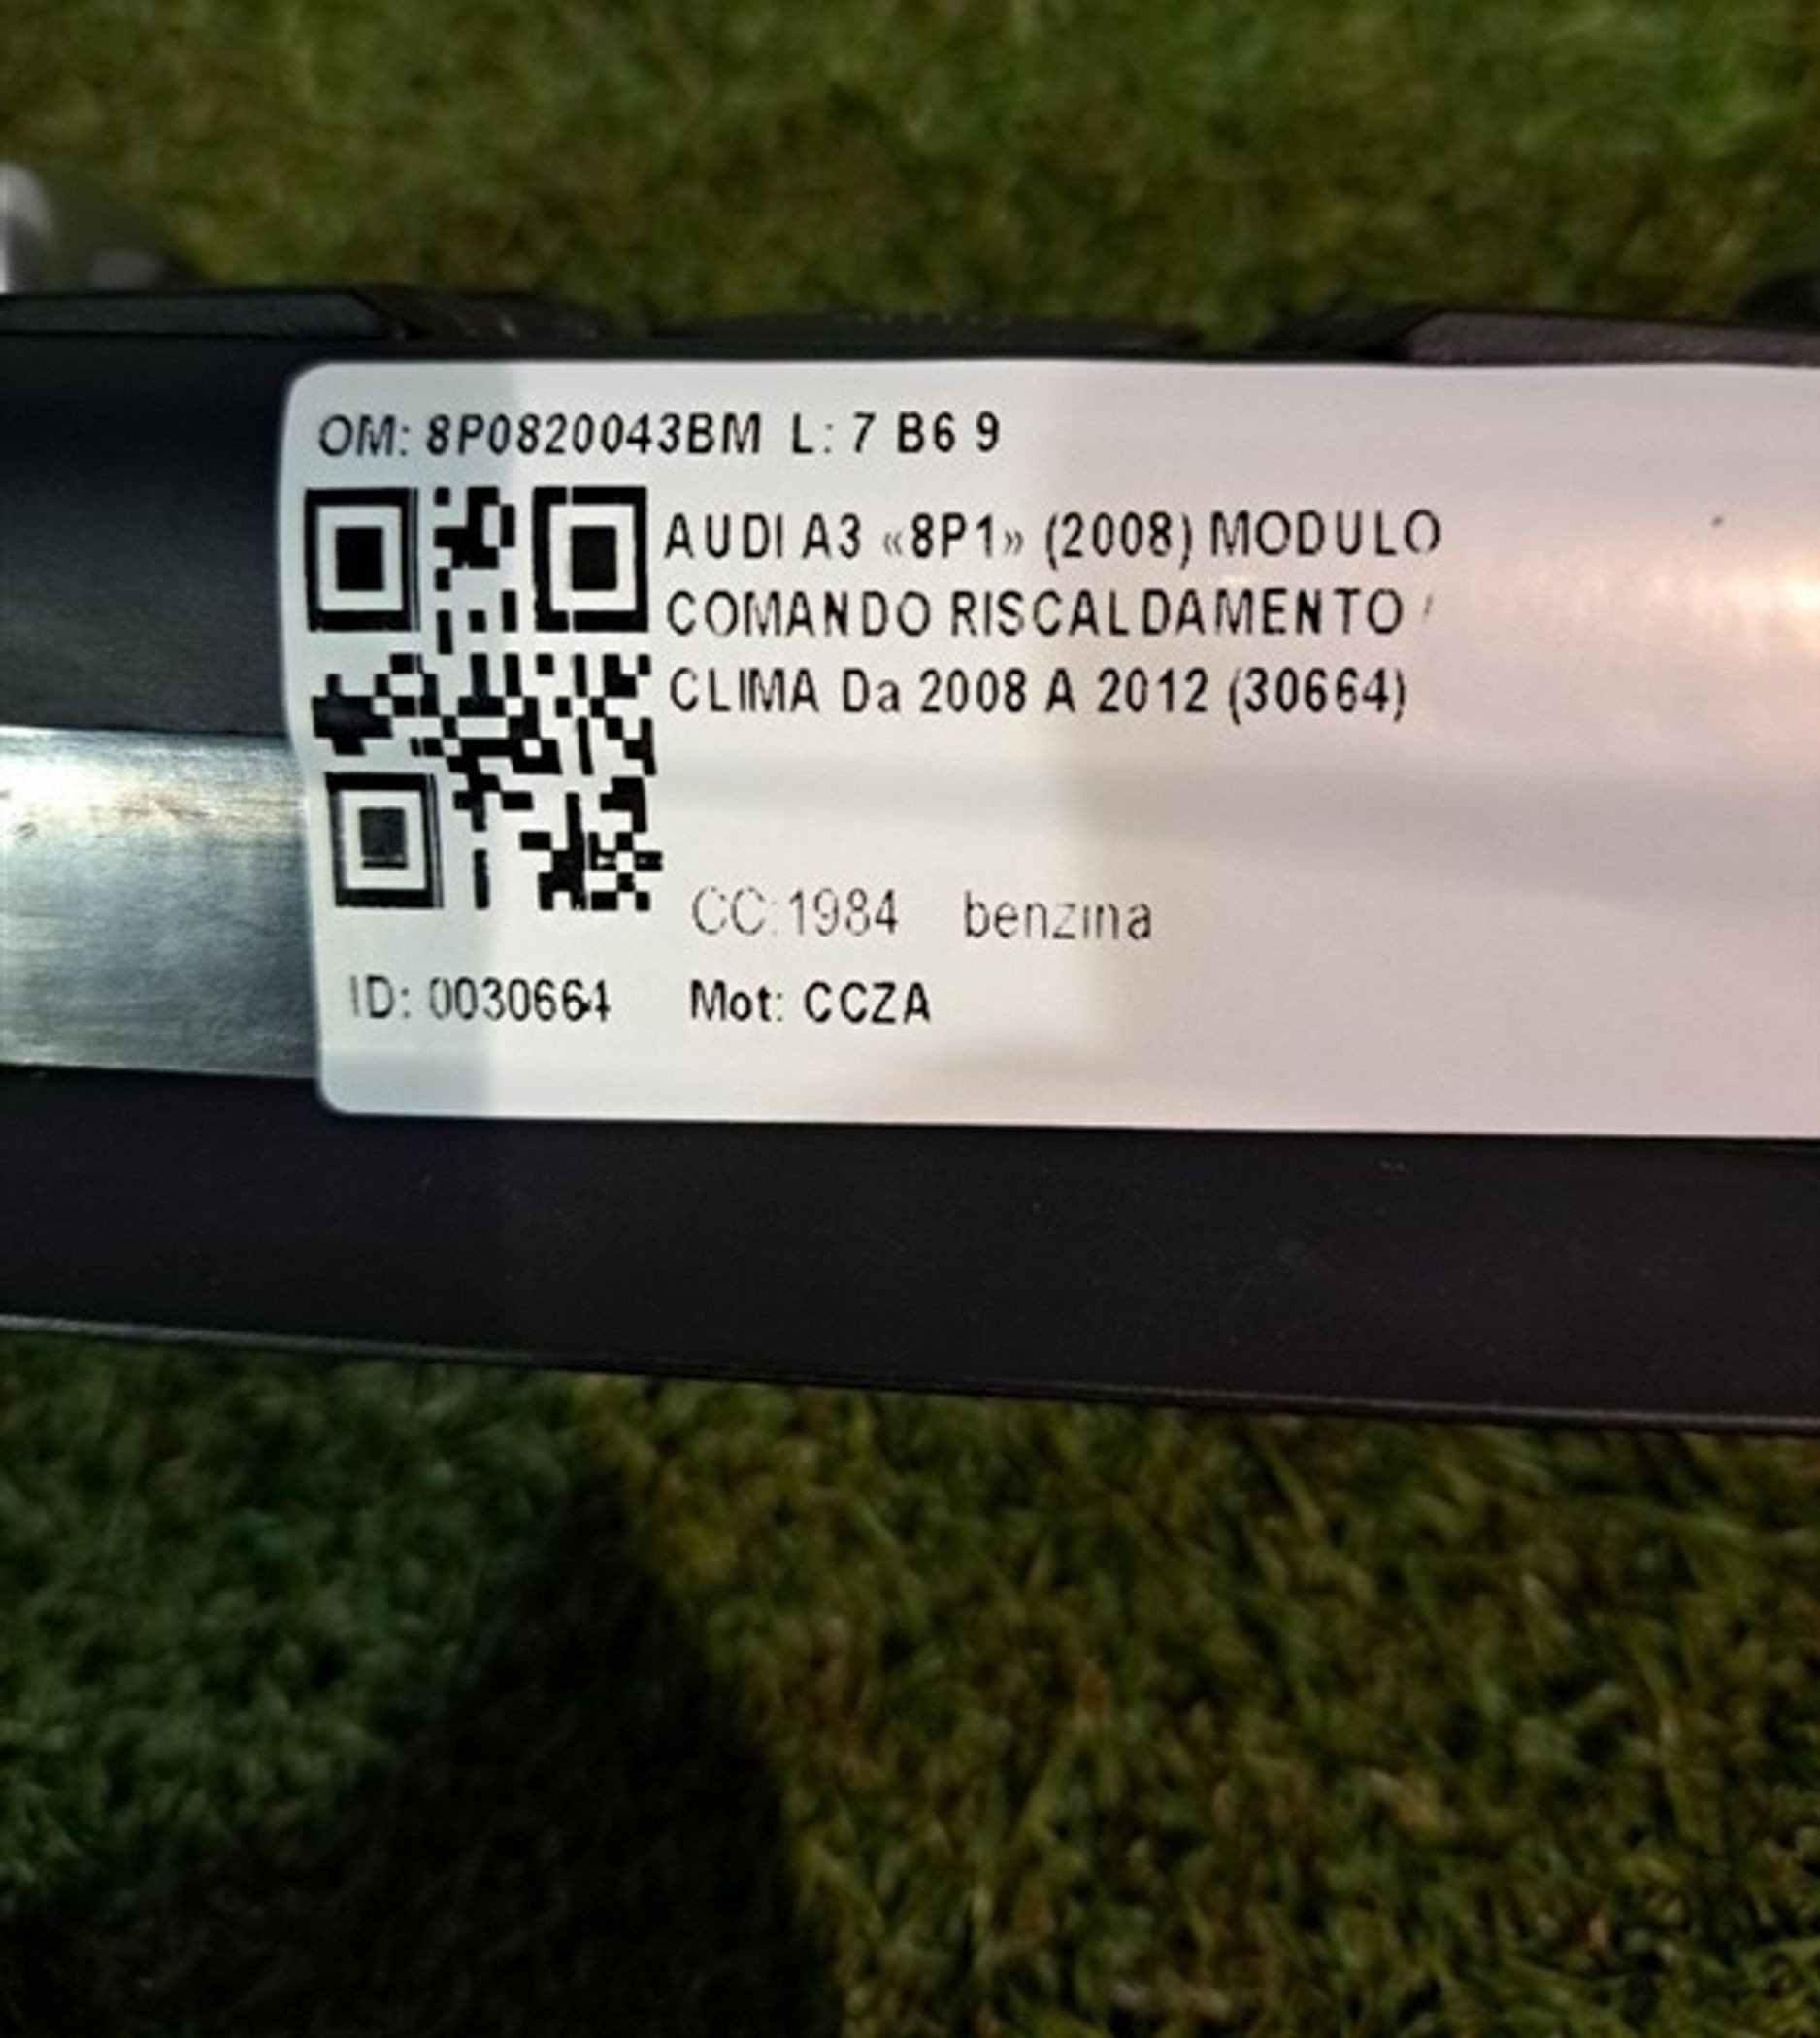 OM: 8P0820043BM L: 7 B6 9
AUDI A3 «8P1» (2008) MODULO
COMANDO RISCALDAMENTO /
CLIMA Da 2008 A 2012 (30664)
CC:1984 benzina
ID: 0030664 Mot: CCZA